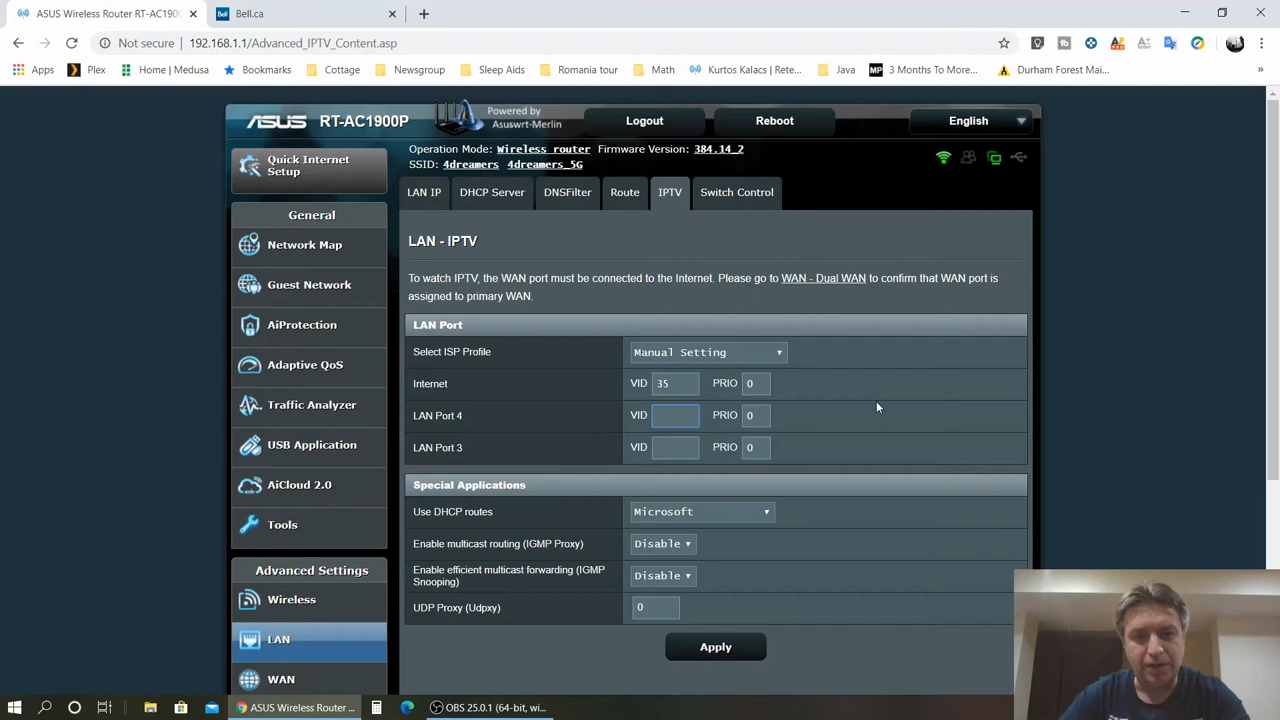 ASUS Wireless Router RT-AC1900
Bell.ca
Not secure
192.168.1.1/Advanced_IPTV_Content.asp
Apps
Plex
Home | Medusa
Bookmarks
Cottage
Newsgroup
Sleep Aids
Romania tour
Math
Kurtos Kalacs | Rete...
Java
MP
3 Months To More...
Durham Forest Mai...
ASUS
RT-AC1900P
Powered by
Asuswrt-Merlin
Logout
Reboot
English
Quick Internet
Setup
Operation Mode: Wireless router
Firmware Version: 384.14_2
SSID: 4dreamers 4dreamers_5G
LAN IP
DHCP Server
DNSFilter
Route
IPTV
Switch Control
General
Network Map
Guest Network
AiProtection
Adaptive QoS
Traffic Analyzer
USB Application
AiCloud 2.0
Tools
Advanced Settings
Wireless
LAN
WAN
LAN - IPTV
To watch IPTV, the WAN port must be connected to the Internet. Please go to WAN - Dual WAN to confirm that WAN port is
assigned to primary WAN.
LAN Port
Select ISP Profile
Manual Setting
Internet
VID 35 PRIO 0
LAN Port 4
VID PRIO 0
LAN Port 3
VID PRIO 0
Special Applications
Use DHCP routes
Microsoft
Enable multicast routing (IGMP Proxy)
Disable
Enable efficient multicast forwarding (IGMP
Snooping)
Disable
UDP Proxy (Udpxy)
0
Apply
ASUS Wireless Router ...
OBS 25.0.1 (64-bit, wi...